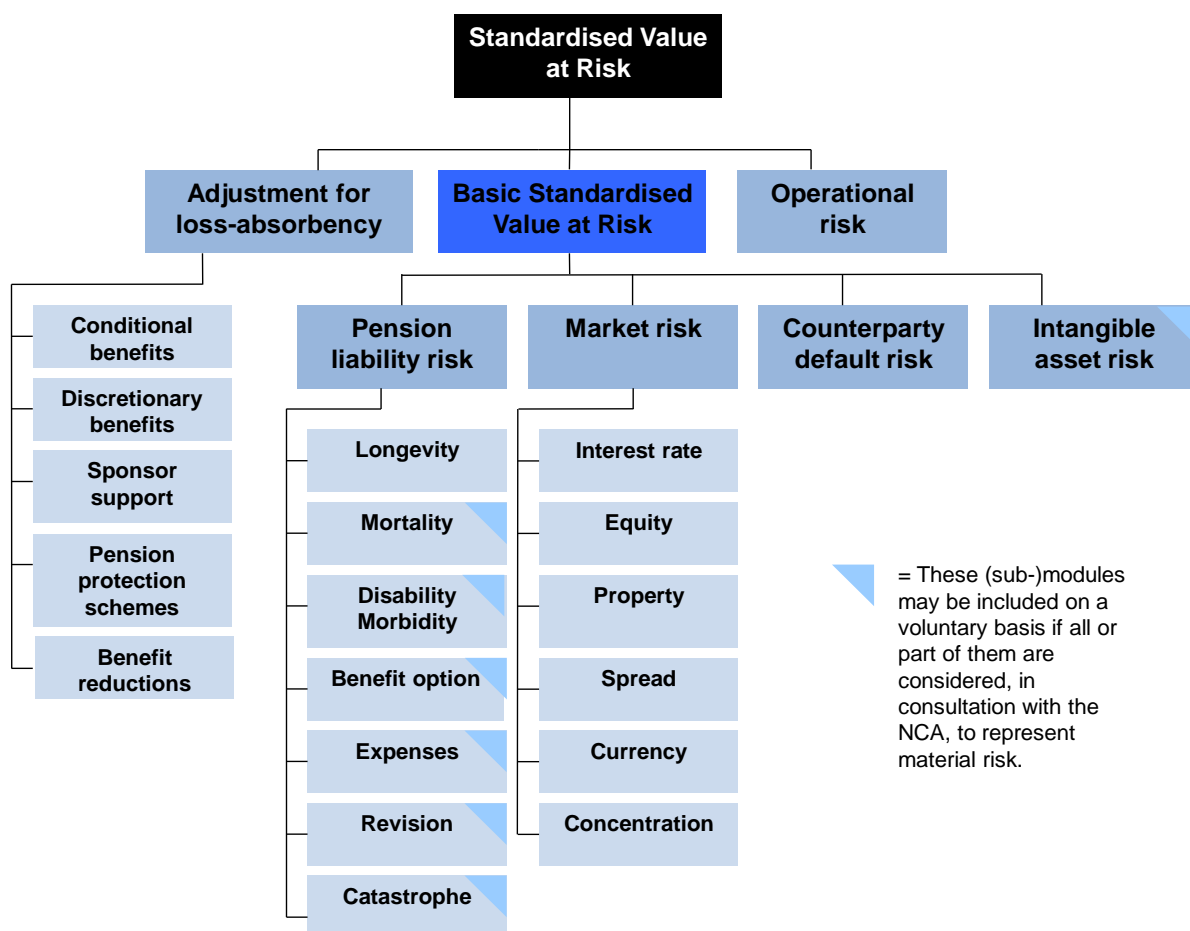 Standardised Value
at Risk
Adjustment for
loss-absorbency
Basic Standardised
Value at Risk
Operational
risk
Conditional
benefits
Discretionary
benefits
Sponsor
support
Pension
protection
schemes
Benefit
reductions
Pension
liability risk
Longevity
Mortality
Disability
Morbidity
Benefit option
Expenses
Revision
Catastrophe
Market risk
Interest rate
Equity
Property
Spread
Currency
Concentration
Counterparty
default risk
Intangible
asset risk
= These (sub-)modules
may be included on a
voluntary basis if all or
part of them are
considered, in
consultation with the
NCA, to represent
material risk.